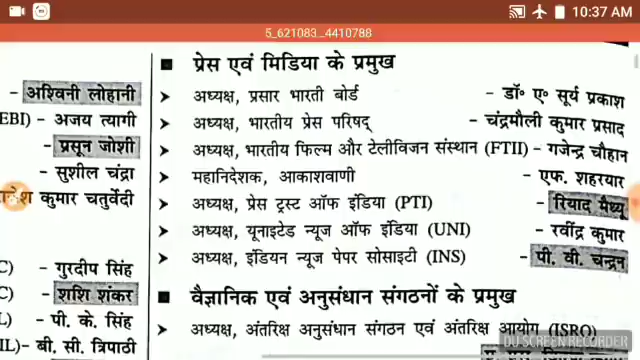 10:37 AM
5_621083_4410788
- अश्विनी लोहानी
EBI) - अजय त्यागी
- प्रसून जोशी
- सुशील चंद्रा
कुमार चतुर्वेदी
C) - गुरदीप सिंह
C) - शशि शंकर
L) - पी. के. सिंह
IL) - बी. सी. त्रिपाठी
■ प्रेस एवं मिडिया के प्रमुख
➤ अध्यक्ष, प्रसार भारती बोर्ड - डॉ० ए० सूर्य प्रकाश
➤ अध्यक्ष, भारतीय प्रेस परिषद् - चंद्रमौली कुमार प्रसाद
➤ अध्यक्ष, भारतीय फिल्म और टेलीविजन संस्थान (FTII) - गजेन्द्र चौहान
➤ महानिदेशक, आकाशवाणी - एफ. शहरयार
➤ अध्यक्ष, प्रेस ट्रस्ट ऑफ इंडिया (PTI) - रियाद मैथ्यू
➤ अध्यक्ष, यूनाइटेड न्यूज ऑफ इंडिया (UNI) - रवींद्र कुमार
➤ अध्यक्ष, इंडियन न्यूज पेपर सोसाइटी (INS) - पी. वी. चन्द्रन
■ वैज्ञानिक एवं अनुसंधान संगठनों के प्रमुख
➤ अध्यक्ष, अंतरिक्ष अनुसंधान संगठन एवं अंतरिक्ष आयोग (ISRO)
DU SCREEN RECORDER